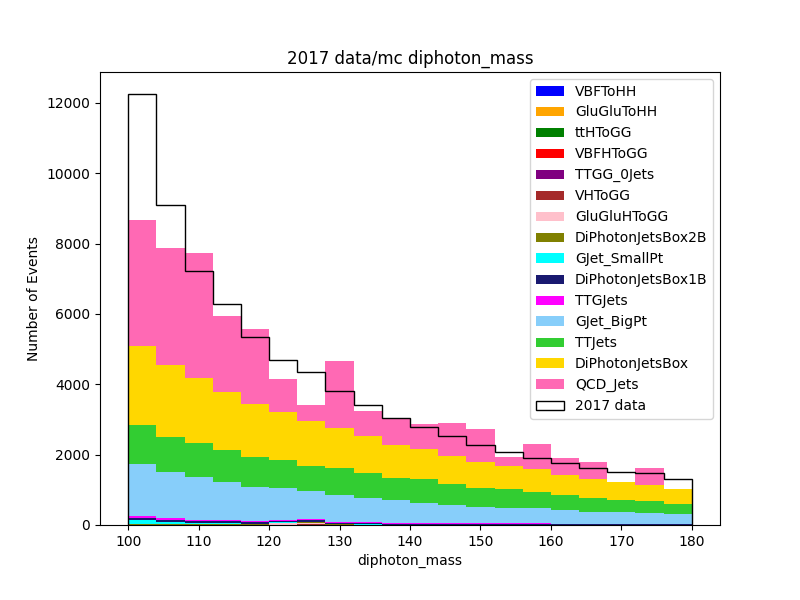 2017 data/mc diphoton_mass
Number of Events
12000
10000
8000
6000
4000
2000
0
100
110
120
130
140
150
160
170
180
diphoton_mass
VBFToHH
GluGluToHH
ttHToGG
VBFHToGG
TTGG_0Jets
VHToGG
GluGluHToGG
DiPhotonJetsBox2B
GJet_SmallPt
DiPhotonJetsBox1B
TTGJets
GJet_BigPt
TTJets
DiPhotonJetsBox
QCD_Jets
2017 data